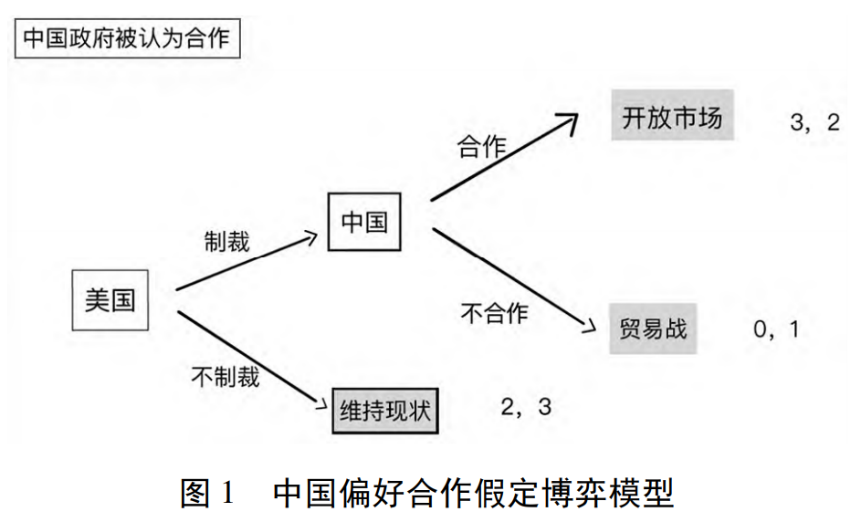 中国政府被认为合作
开放市场 3，2
合作
中国
制裁
美国
不合作
贸易战 0，1
不制裁
维持现状 2，3
图 1 中国偏好合作假定博弈模型